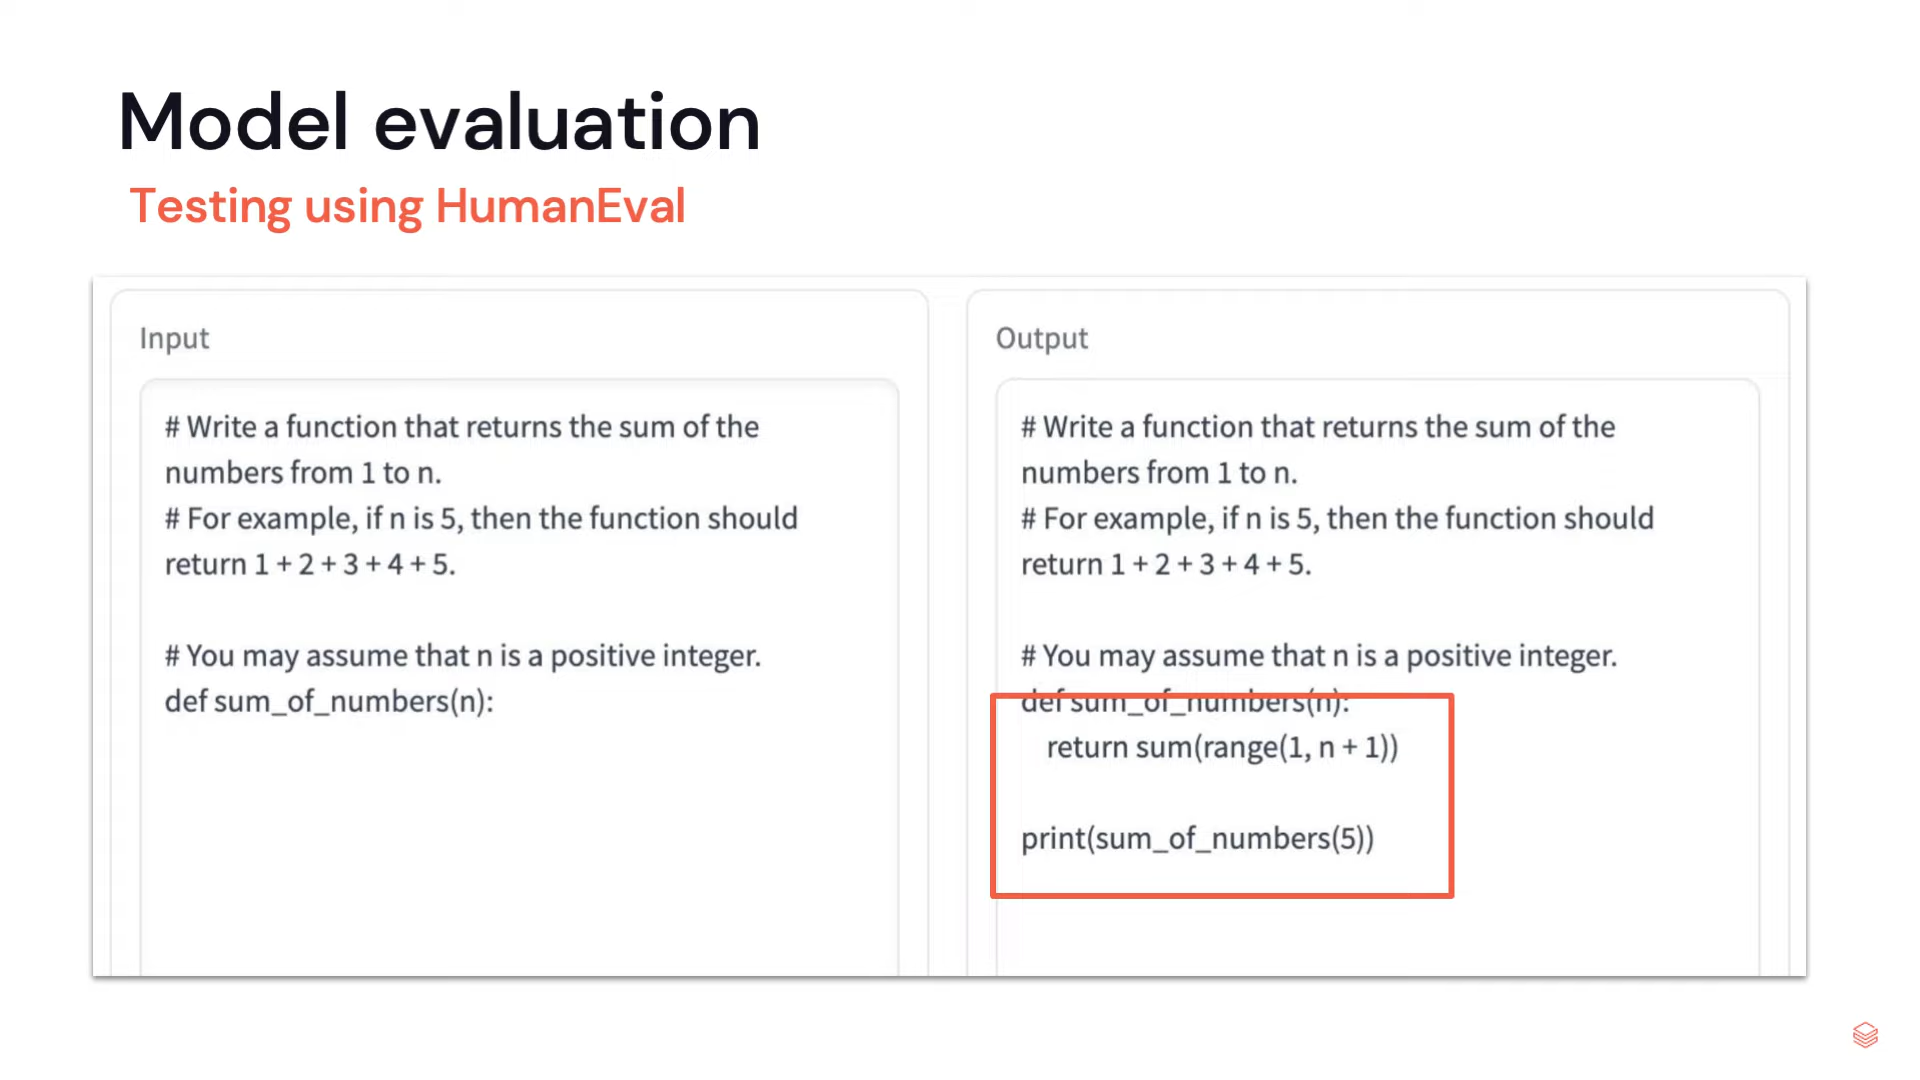 Model evaluation
Testing using HumanEval
Input
# Write a function that returns the sum of the
numbers from 1 to n.
# For example, if n is 5, then the function should
return 1 + 2 + 3 + 4 + 5.
# You may assume that n is a positive integer.
def sum_of_numbers(n):
Output
# Write a function that returns the sum of the
numbers from 1 to n.
# For example, if n is 5, then the function should
return 1 + 2 + 3 + 4 + 5.
# You may assume that n is a positive integer.
def sum_of_numbers(n):
return sum(range(1, n + 1))
print(sum_of_numbers(5))